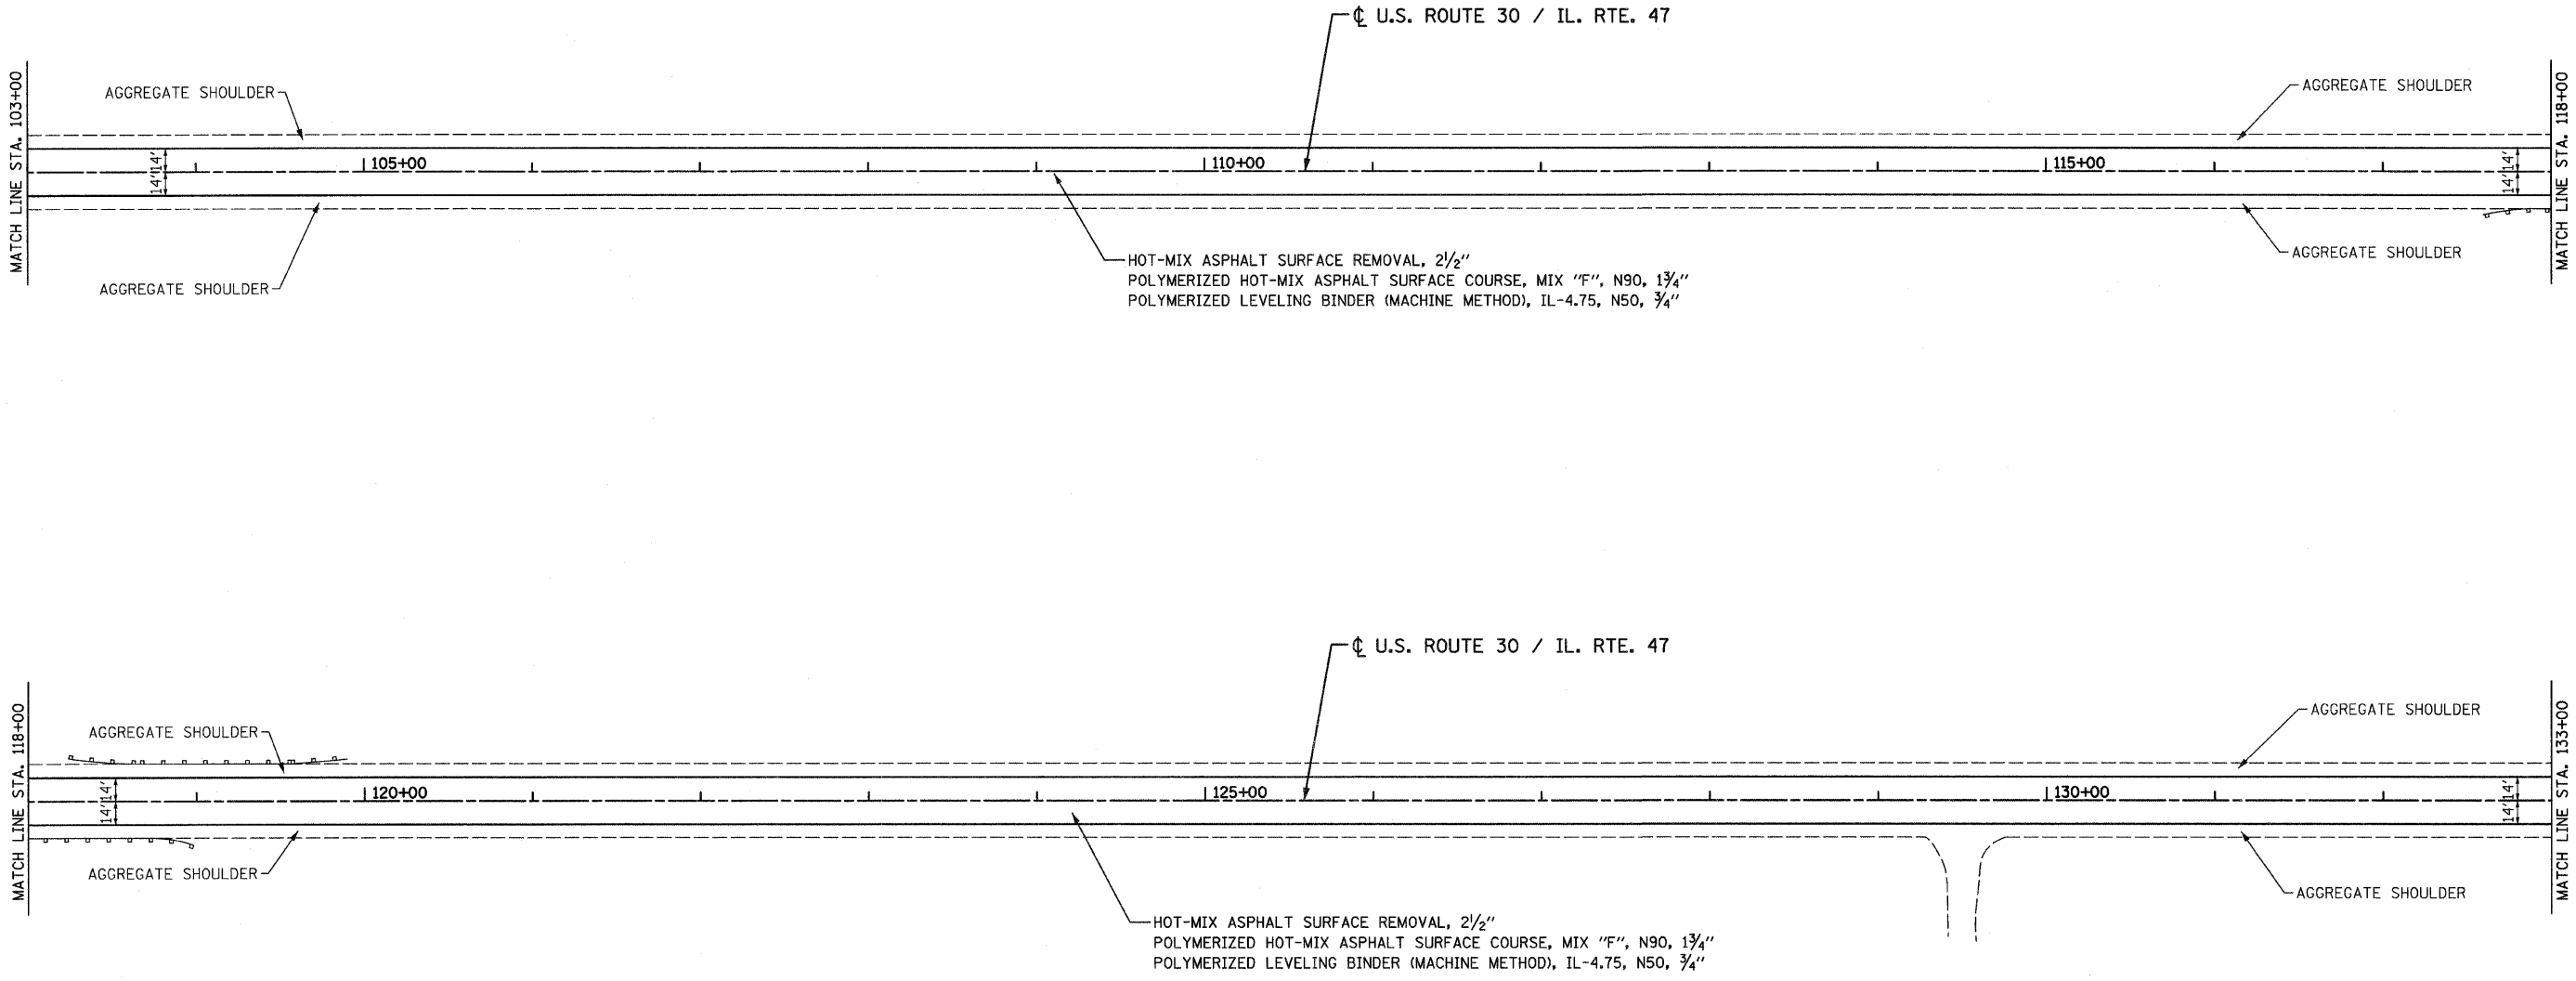 ℄ U.S. ROUTE 30 / IL. RTE. 47
MATCH LINE STA. 103+00
AGGREGATE SHOULDER
AGGREGATE SHOULDER
MATCH LINE STA. 118+00
14'
14'
105+00
110+00
115+00
14'
14'
AGGREGATE SHOULDER
AGGREGATE SHOULDER
HOT-MIX ASPHALT SURFACE REMOVAL, 2½"
POLYMERIZED HOT-MIX ASPHALT SURFACE COURSE, MIX "F", N90, 1¾"
POLYMERIZED LEVELING BINDER (MACHINE METHOD), IL-4.75, N50, ¾"
℄ U.S. ROUTE 30 / IL. RTE. 47
MATCH LINE STA. 118+00
AGGREGATE SHOULDER
AGGREGATE SHOULDER
MATCH LINE STA. 133+00
14'
14'
120+00
125+00
130+00
14'
14'
AGGREGATE SHOULDER
AGGREGATE SHOULDER
HOT-MIX ASPHALT SURFACE REMOVAL, 2½"
POLYMERIZED HOT-MIX ASPHALT SURFACE COURSE, MIX "F", N90, 1¾"
POLYMERIZED LEVELING BINDER (MACHINE METHOD), IL-4.75, N50, ¾"